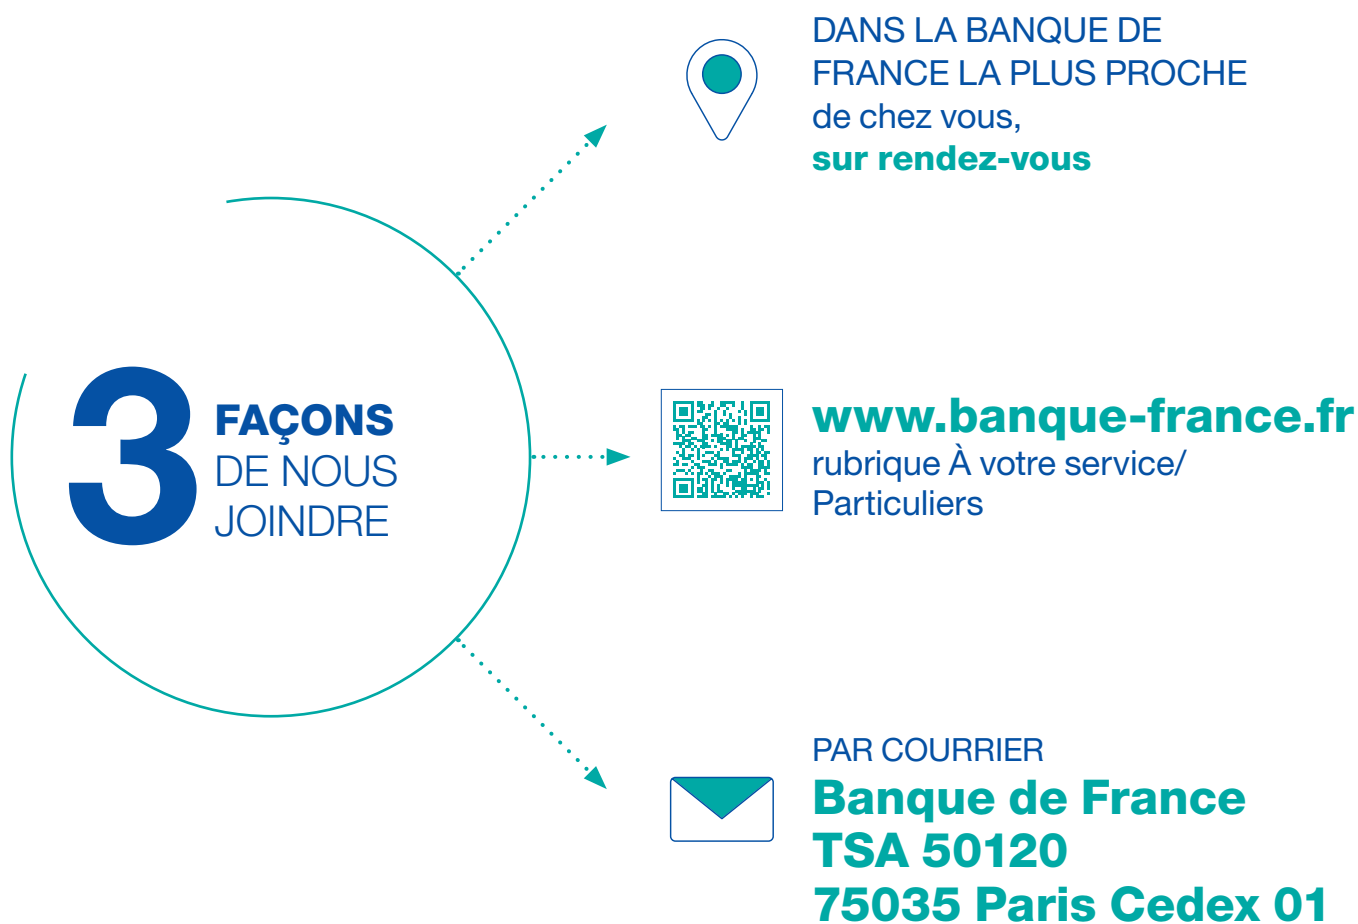 DANS LA BANQUE DE
FRANCE LA PLUS PROCHE
de chez vous,
sur rendez-vous
3
FAÇONS
DE NOUS
JOINDRE
www.banque-france.fr
rubrique À votre service/
Particuliers
PAR COURRIER
Banque de France
TSA 50120
75035 Paris Cedex 01